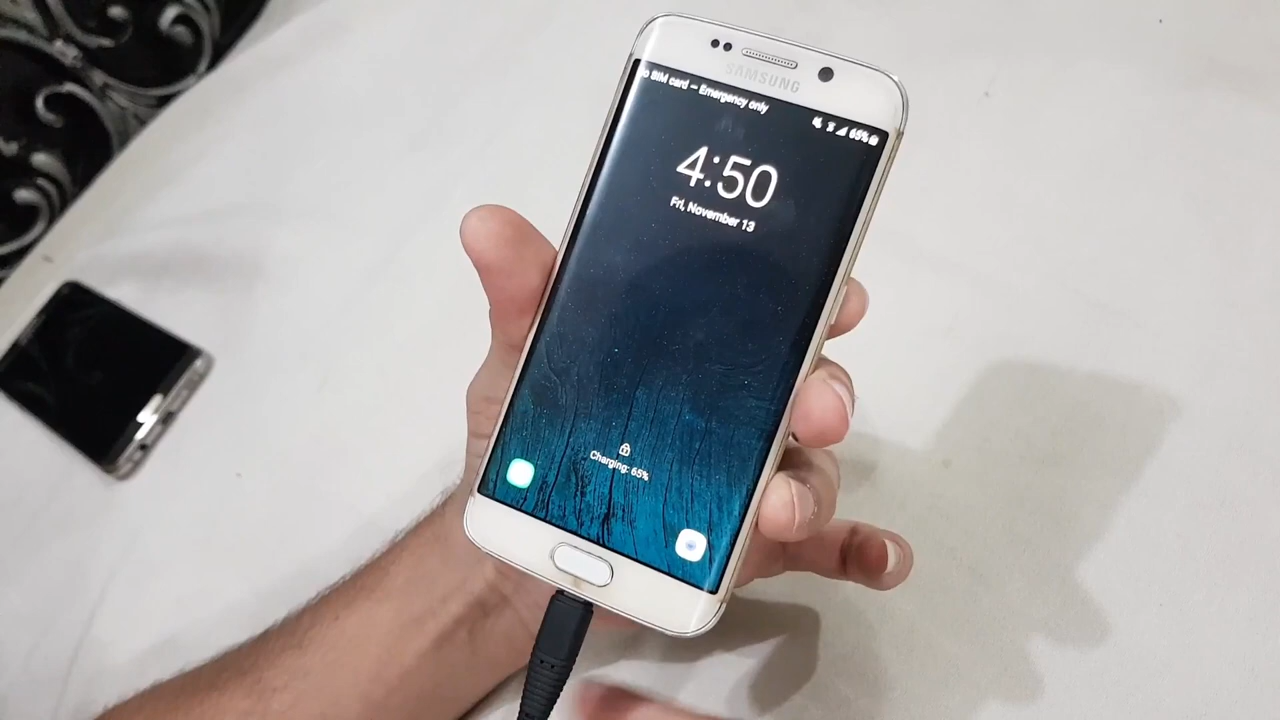 SAMSUNG
o SIM card – Emergency only
65%
4:50
Fri, November 13
Charging: 65%